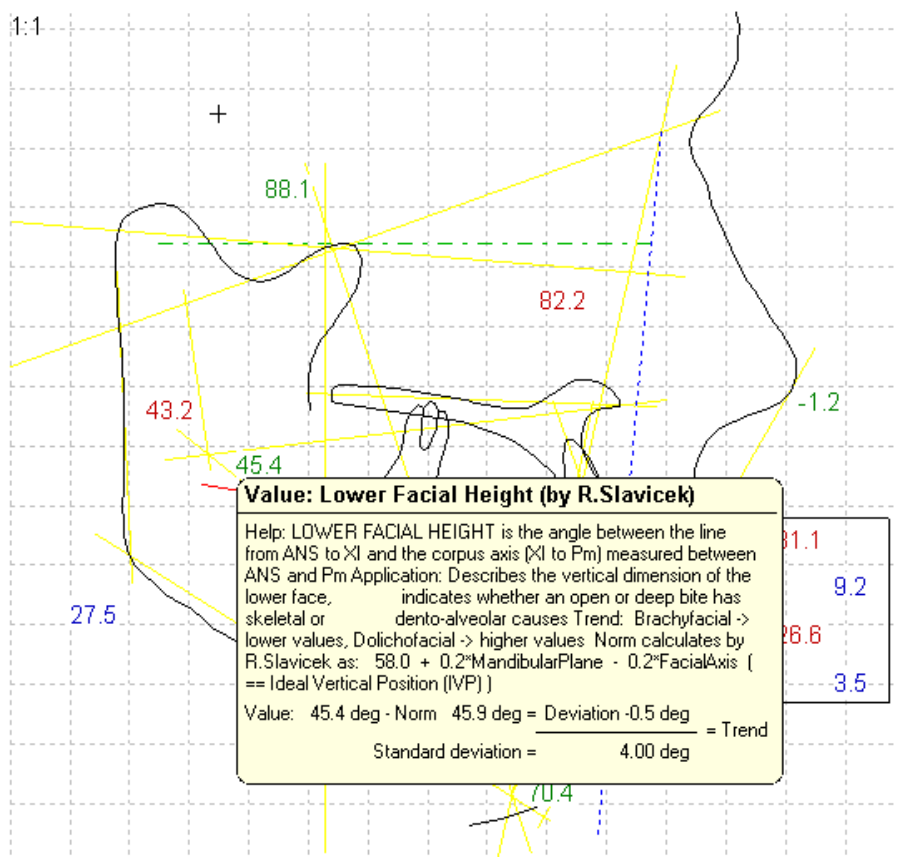 1:1
88.1
82.2
-1.2
43.2
45.4
Value: Lower Facial Height (by R.Slavicek)
Help: LOWER FACIAL HEIGHT is the angle between the line
from ANS to XI and the corpus axis (XI to Pm) measured between
ANS and Pm Application: Describes the vertical dimension of the
lower face, indicates whether an open or deep bite has
skeletal or dento-alveolar causes Trend: Brachyfacial ->
lower values, Dolichofacial -> higher values Norm calculates by
R.Slavicek as: 58.0 + 0.2*MandibularPlane - 0.2*FacialAxis (
== Ideal Vertical Position (IVP) )
Value: 45.4 deg - Norm 45.9 deg = Deviation -0.5 deg
= Trend
Standard deviation = 4.00 deg
9.2
27.5
3.5
70.4